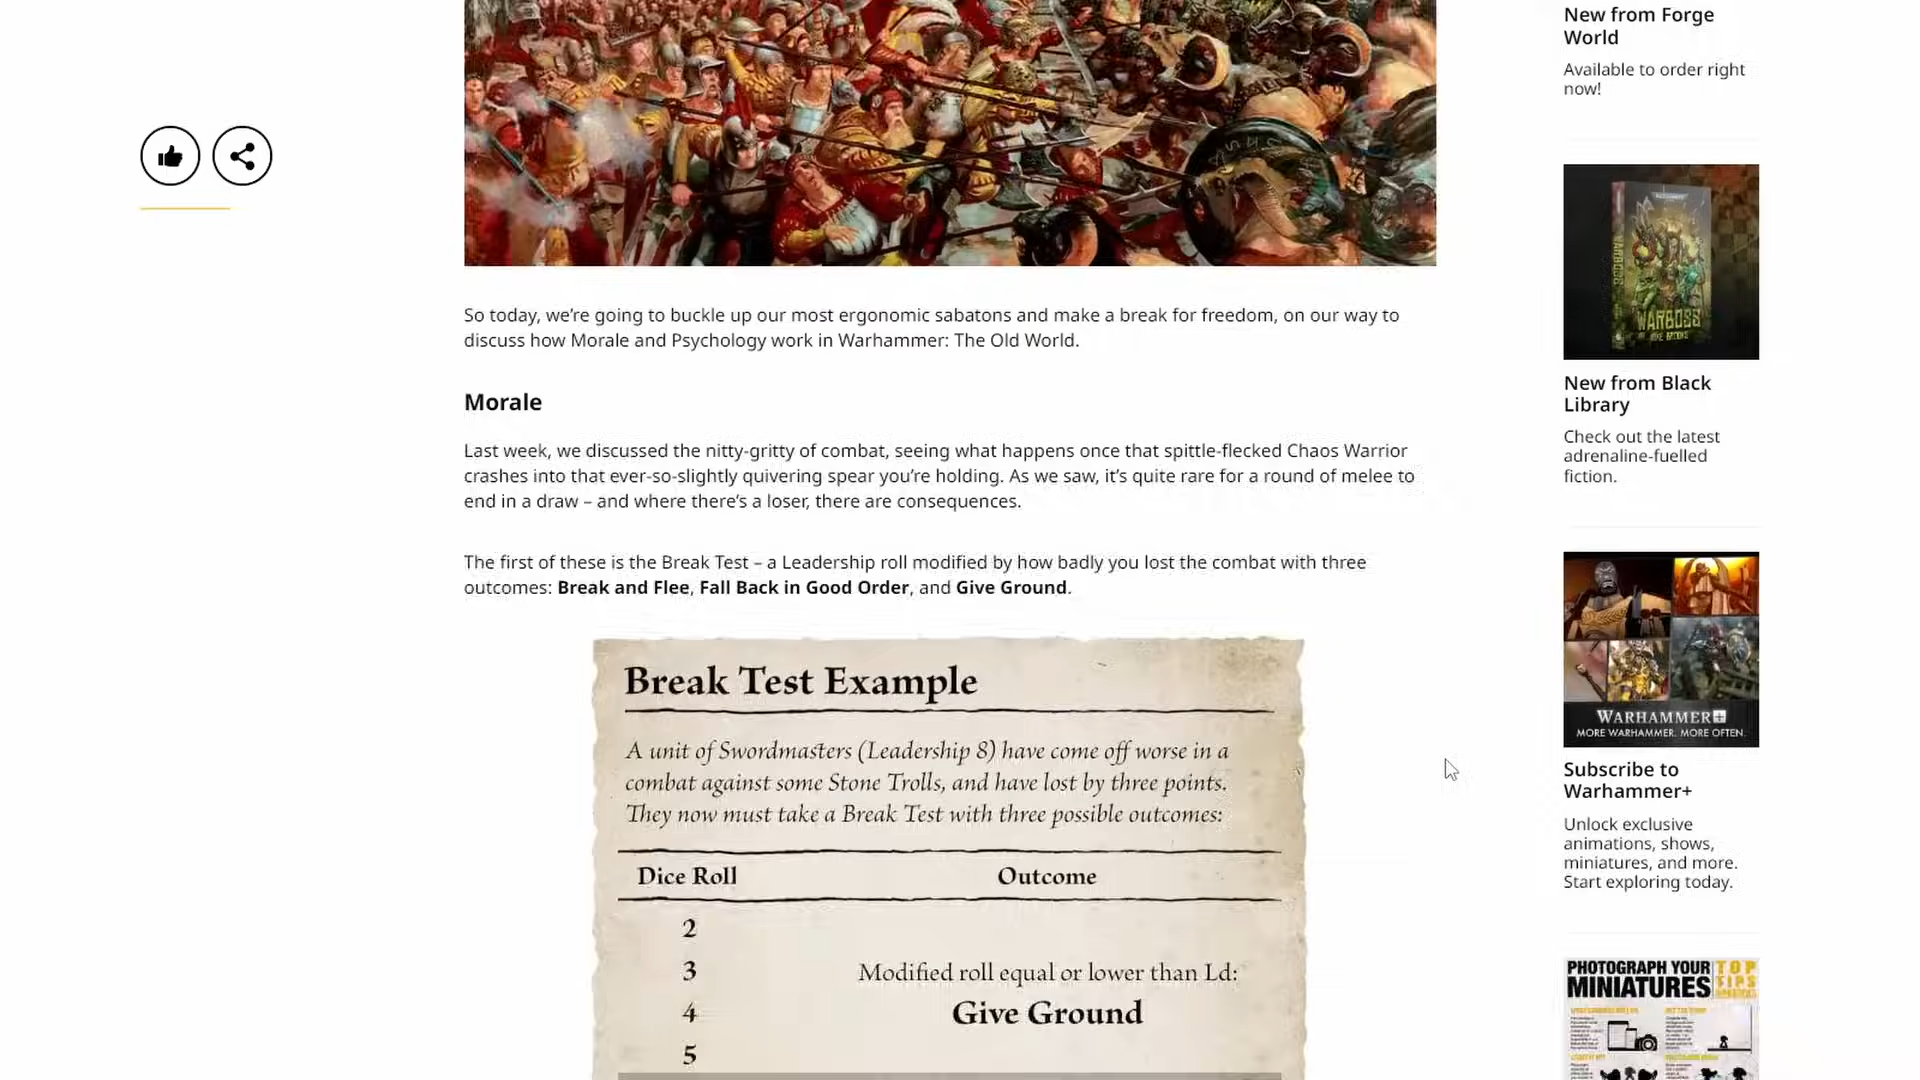 So today, we're going to buckle up our most ergonomic sabatons and make a break for freedom, on our way to
discuss how Morale and Psychology work in Warhammer: The Old World.
Morale
Last week, we discussed the nitty-gritty of combat, seeing what happens once that spittle-flecked Chaos Warrior
crashes into that ever-so-slightly quivering spear you're holding. As we saw, it's quite rare for a round of melee to
end in a draw – and where there's a loser, there are consequences.
The first of these is the Break Test – a Leadership roll modified by how badly you lost the combat with three
outcomes: Break and Flee, Fall Back in Good Order, and Give Ground.
Break Test Example
A unit of Swordmasters (Leadership 8) have come off worse in a
combat against some Stone Trolls, and have lost by three points.
They now must take a Break Test with three possible outcomes:
Dice Roll Outcome
2
3 Modified roll equal or lower than Ld:
4 Give Ground
5
New from Forge
World
Available to order right
now!
WARBOSS
MIKE BROOKS
New from Black
Library
Check out the latest
adrenaline-fuelled
fiction.
WARHAMMER+
MORE WARHAMMER. MORE OFTEN.
Subscribe to
Warhammer+
Unlock exclusive
animations, shows,
miniatures, and more.
Start exploring today.
PHOTOGRAPH YOUR TOP
MINIATURES TIPS